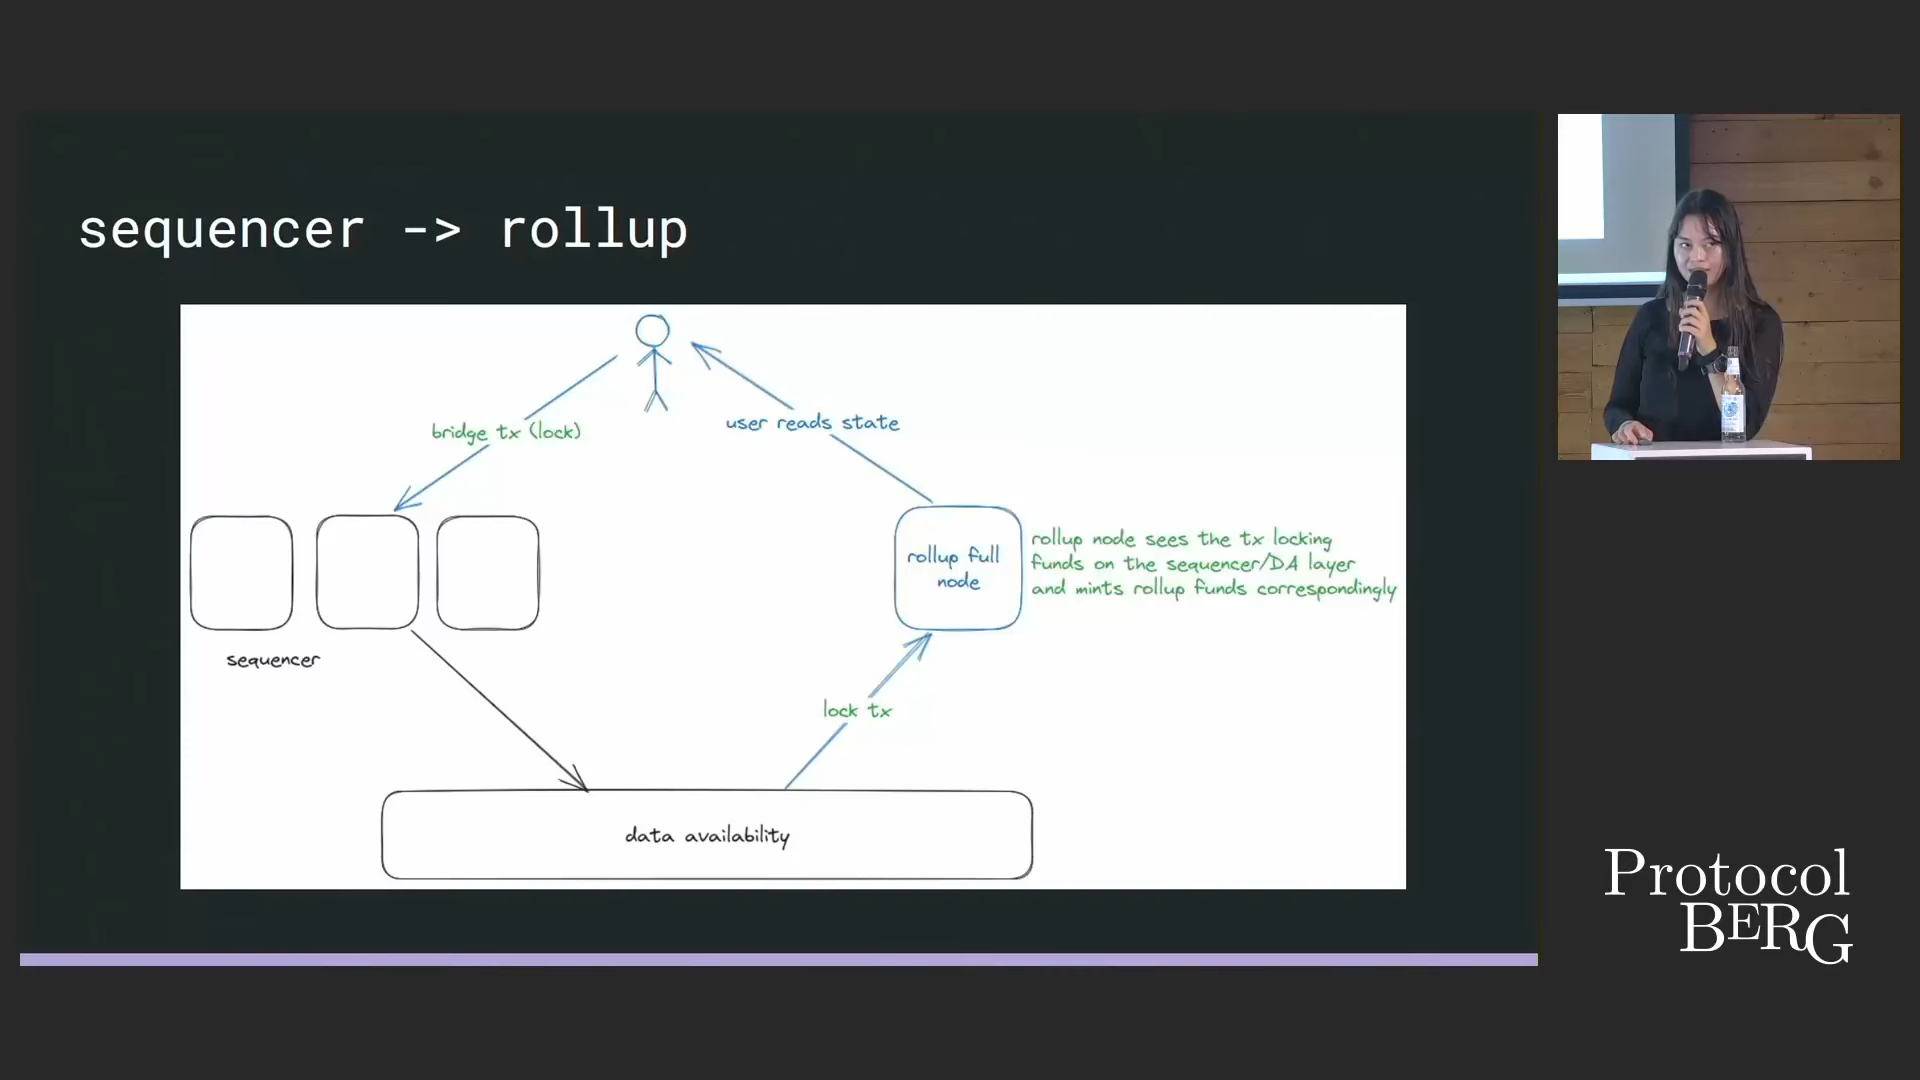 sequencer -> rollup
bridge tx (lock)
user reads state
rollup full
node
rollup node sees the tx locking
funds on the sequencer/DA layer
and mints rollup funds correspondingly
sequencer
lock tx
data availability
Protocol
BERG